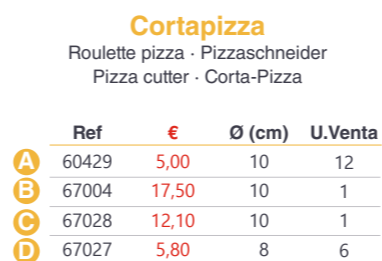 Cortapizza
Roulette pizza · Pizzaschneider
Pizza cutter · Corta-Pizza
Ref € Ø (cm) U.Venta
A 60429 5,00 10 12
B 67004 17,50 10 1
C 67028 12,10 10 1
D 67027 5,80 8 6